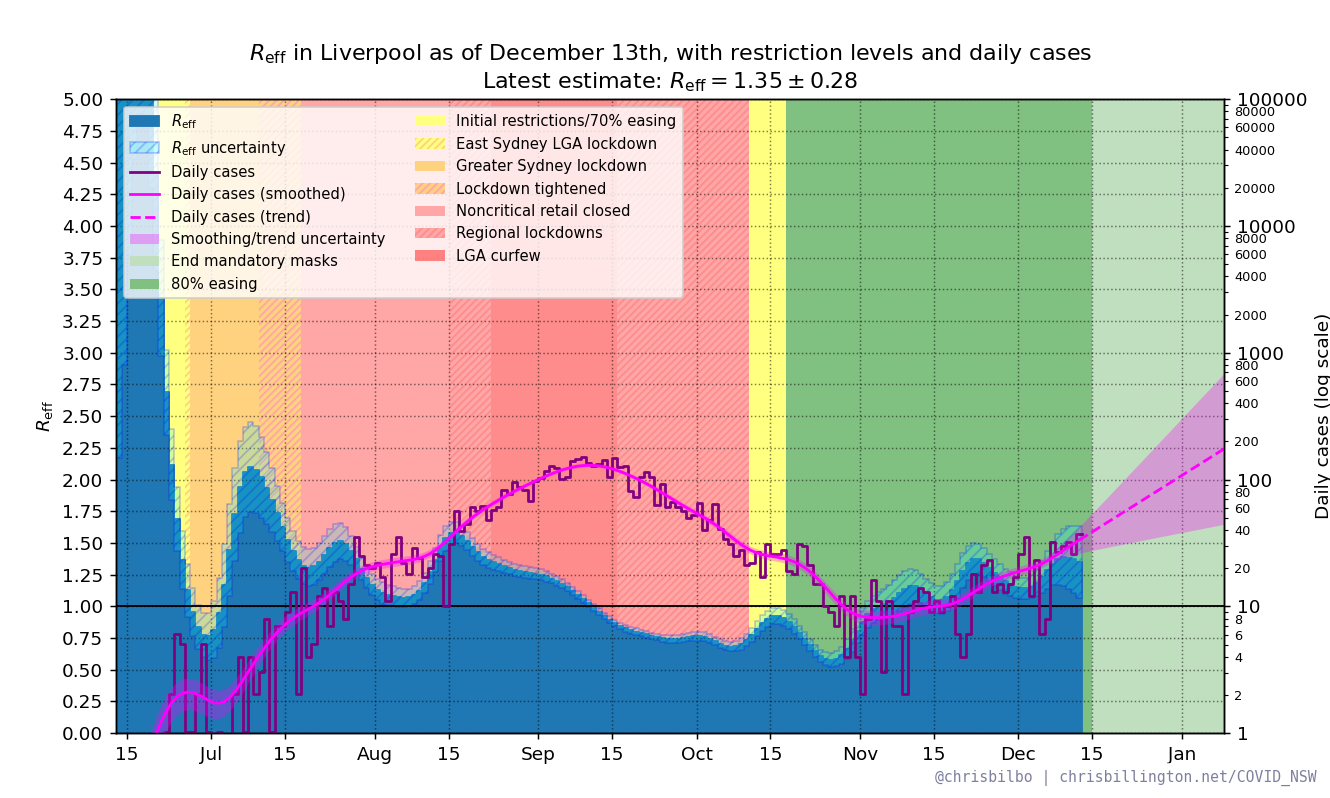 Reff in Liverpool as of December 13th, with restriction levels and daily cases
Latest estimate: Reff = 1.35 ± 0.28
Reff
Reff uncertainty
Daily cases
Daily cases (smoothed)
Daily cases (trend)
Smoothing/trend uncertainty
End mandatory masks
80% easing
Initial restrictions/70% easing
East Sydney LGA lockdown
Greater Sydney lockdown
Lockdown tightened
Noncritical retail closed
Regional lockdowns
LGA curfew
Reff
5.00
4.75
4.50
4.25
4.00
3.75
3.50
3.25
3.00
2.75
2.50
2.25
2.00
1.75
1.50
1.25
1.00
0.75
0.50
0.25
0.00
100000
80000
60000
40000
20000
10000
8000
6000
4000
2000
1000
800
600
400
200
100
80
60
40
20
10
8
6
4
2
1
Daily cases (log scale)
15 Jul 15 Aug 15 Sep 15 Oct 15 Nov 15 Dec 15 Jan
@chrisbilbo | chrisbillington.net/COVID_NSW